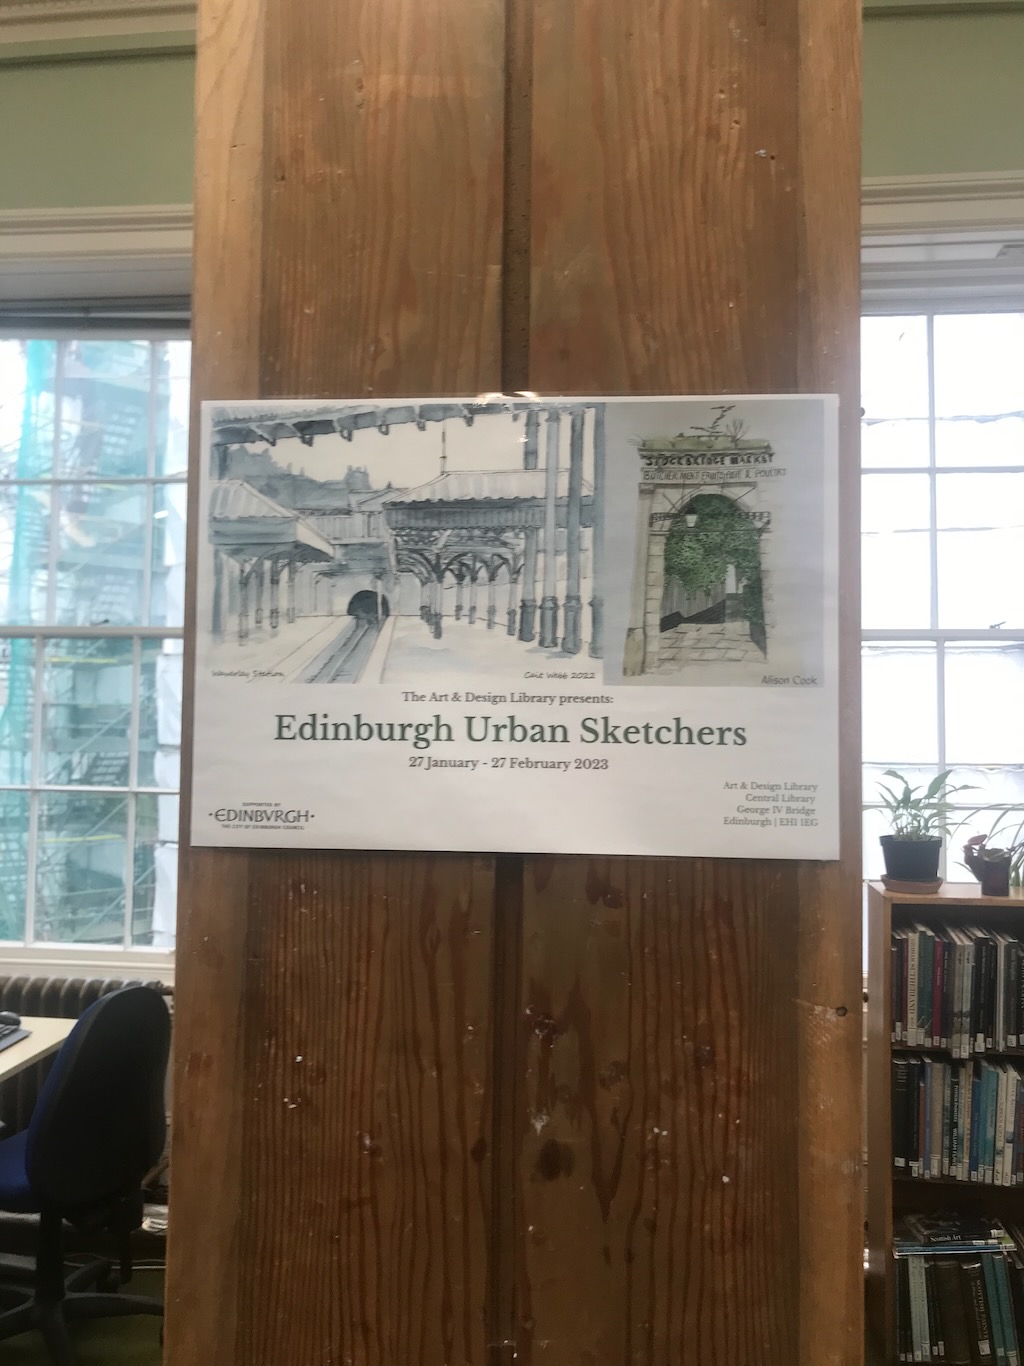 STOCKBRIDGE MARKET
Waverley Station
Cait Webb 2022
Alison Cook
The Art & Design Library presents:
Edinburgh Urban Sketchers
27 January - 27 February 2023
Art & Design Library
Central Library
George IV Bridge
Edinburgh | EH1 1EG
SUPPORTED BY
·EDINBVRGH·
THE CITY OF EDINBURGH COUNCIL
Scottish Art